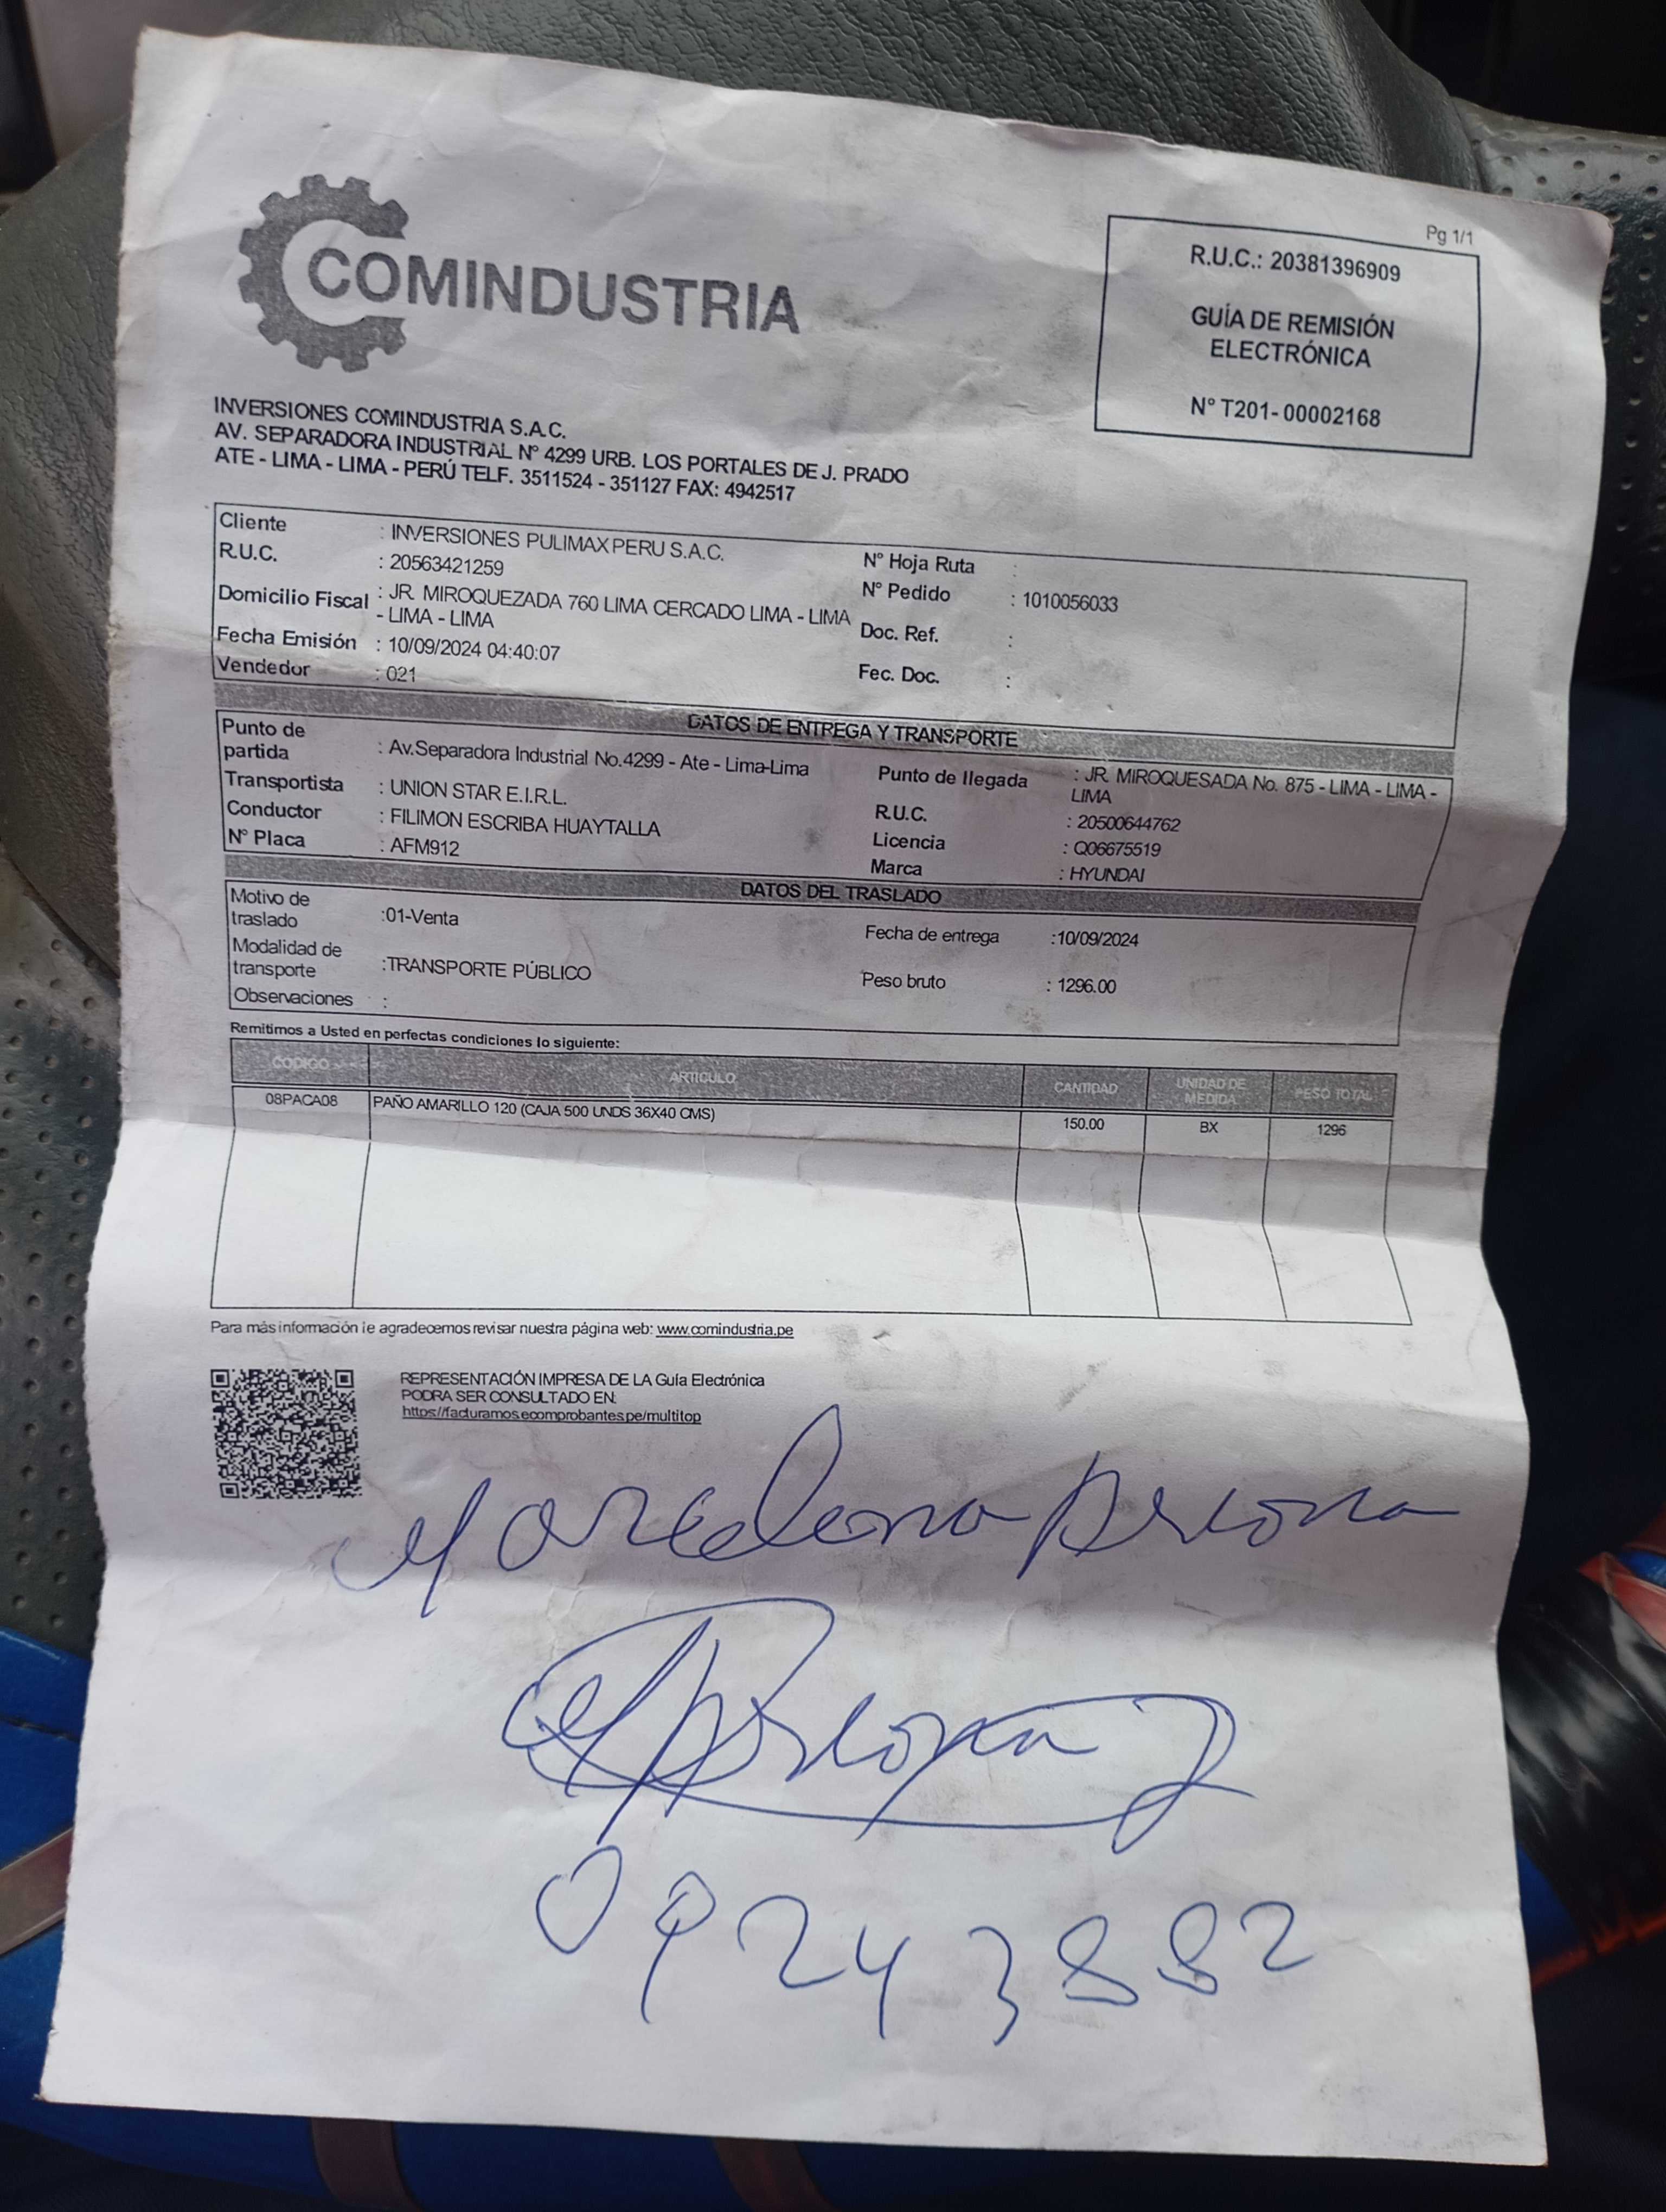 Pg 1/1
COMINDUSTRIA
R.U.C.: 20381396909
GUÍA DE REMISIÓN
ELECTRÓNICA
N° T201-00002168
INVERSIONES COMINDUSTRIA S.A.C.
AV. SEPARADORA INDUSTRIAL Nº 4299 URB. LOS PORTALES DE J. PRADO
ATE - LIMA - LIMA - PERÚ TELF. 3511524 - 351127 FAX: 4942517
Cliente : INVERSIONES PULIMAX PERU S.A.C.
R.U.C. : 20563421259
Domicilio Fiscal : JR. MIROQUEZADA 760 LIMA CERCADO LIMA - LIMA
- LIMA - LIMA
Fecha Emisión : 10/09/2024 04:40:07
Vendedor : 021
N° Hoja Ruta :
N° Pedido : 1010056033
Doc. Ref. :
Fec. Doc. :
DATOS DE ENTREGA Y TRANSPORTE
Punto de
partida : Av.Separadora Industrial No.4299 - Ate - Lima-Lima
Transportista : UNION STAR E.I.R.L.
Conductor : FILIMON ESCRIBA HUAYTALLA
N° Placa : AFM912
Punto de llegada : JR. MIROQUESADA No. 875 - LIMA - LIMA -
LIMA
R.U.C. : 20500644762
Licencia : Q06675519
Marca : HYUNDAI
DATOS DEL TRASLADO
Motivo de
traslado :01-Venta
Modalidad de
transporte :TRANSPORTE PÚBLICO
Observaciones :
Fecha de entrega :10/09/2024
Peso bruto : 1296.00
Remitimos a Usted en perfectas condiciones lo siguiente:
CODIGO ARTICULO CANTIDAD UNIDAD DE MEDIDA PESO TOTAL
08PACA08 PAÑO AMARILLO 120 (CAJA 500 UNDS 36X40 CMS) 150.00 BX 1296
Para más información le agradecemos revisar nuestra página web: www.comindustria.pe
REPRESENTACIÓN IMPRESA DE LA Guía Electrónica
PODRA SER CONSULTADO EN:
https://facturamos.ecomprobantes.pe/multitop
09243882